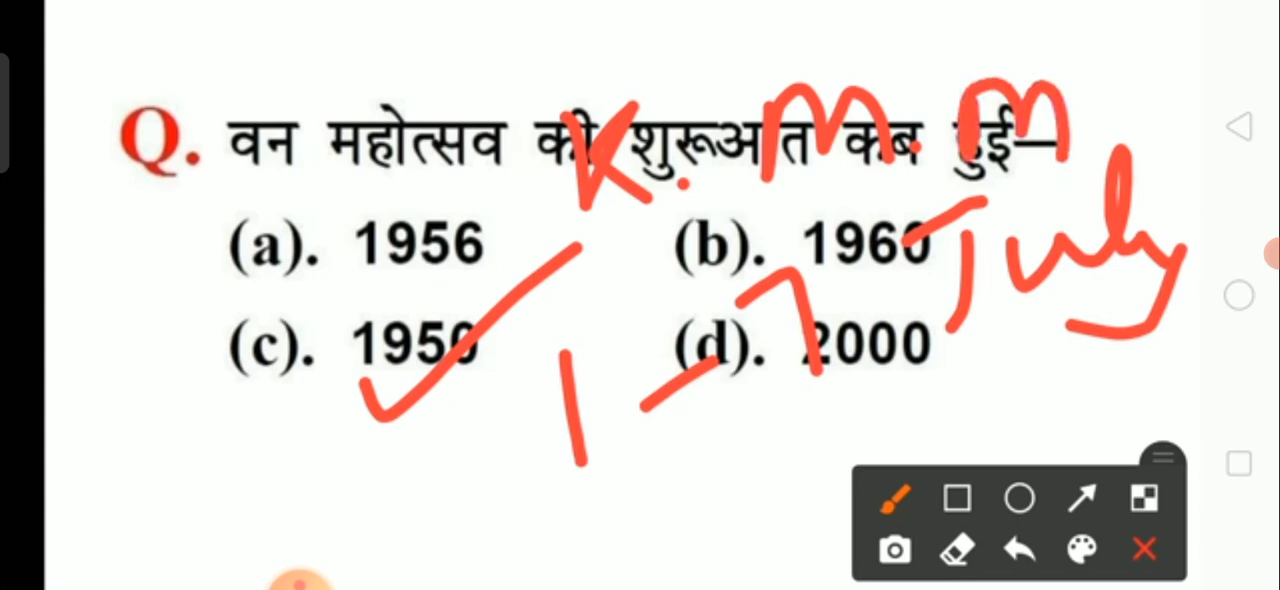 Q. वन महोत्सव की शुरूआत कब हुई–
K. M. M
(a). 1956 (b). 1960
July
(c). 1950 (d). 2000
1 - 7